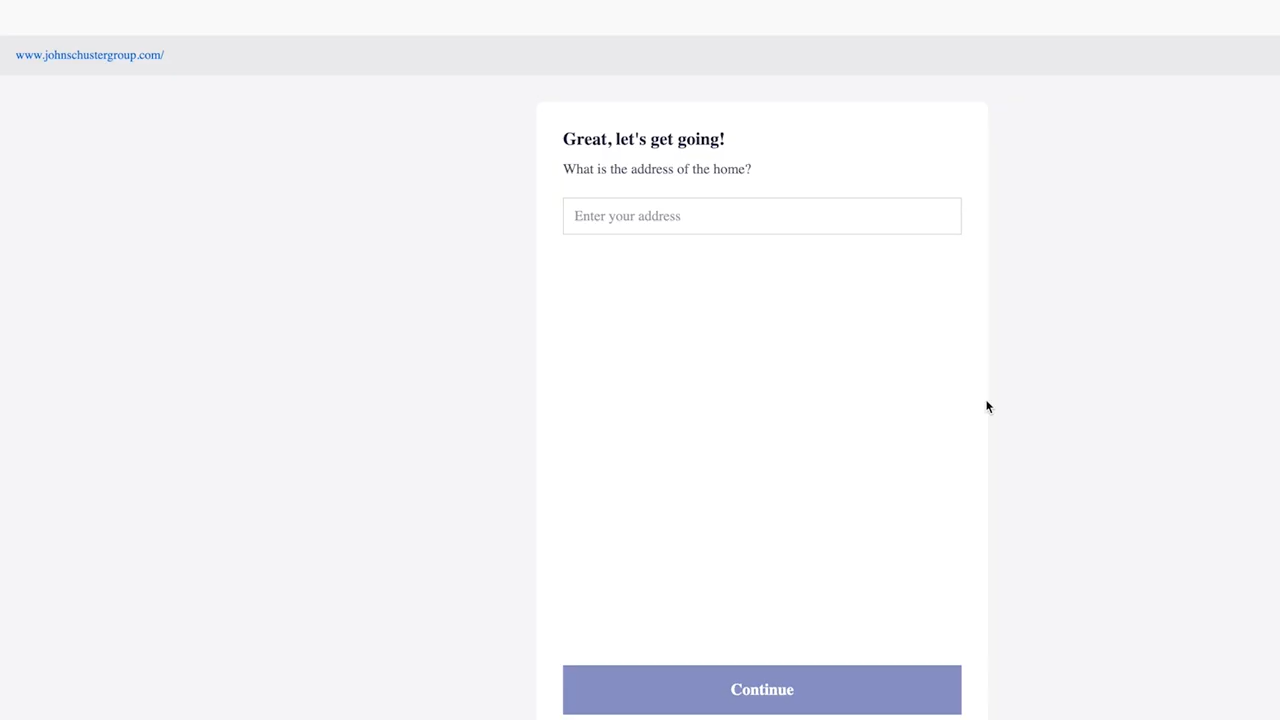 www.johnschustergroup.com/
Great, let's get going!
What is the address of the home?
Enter your address
Continue